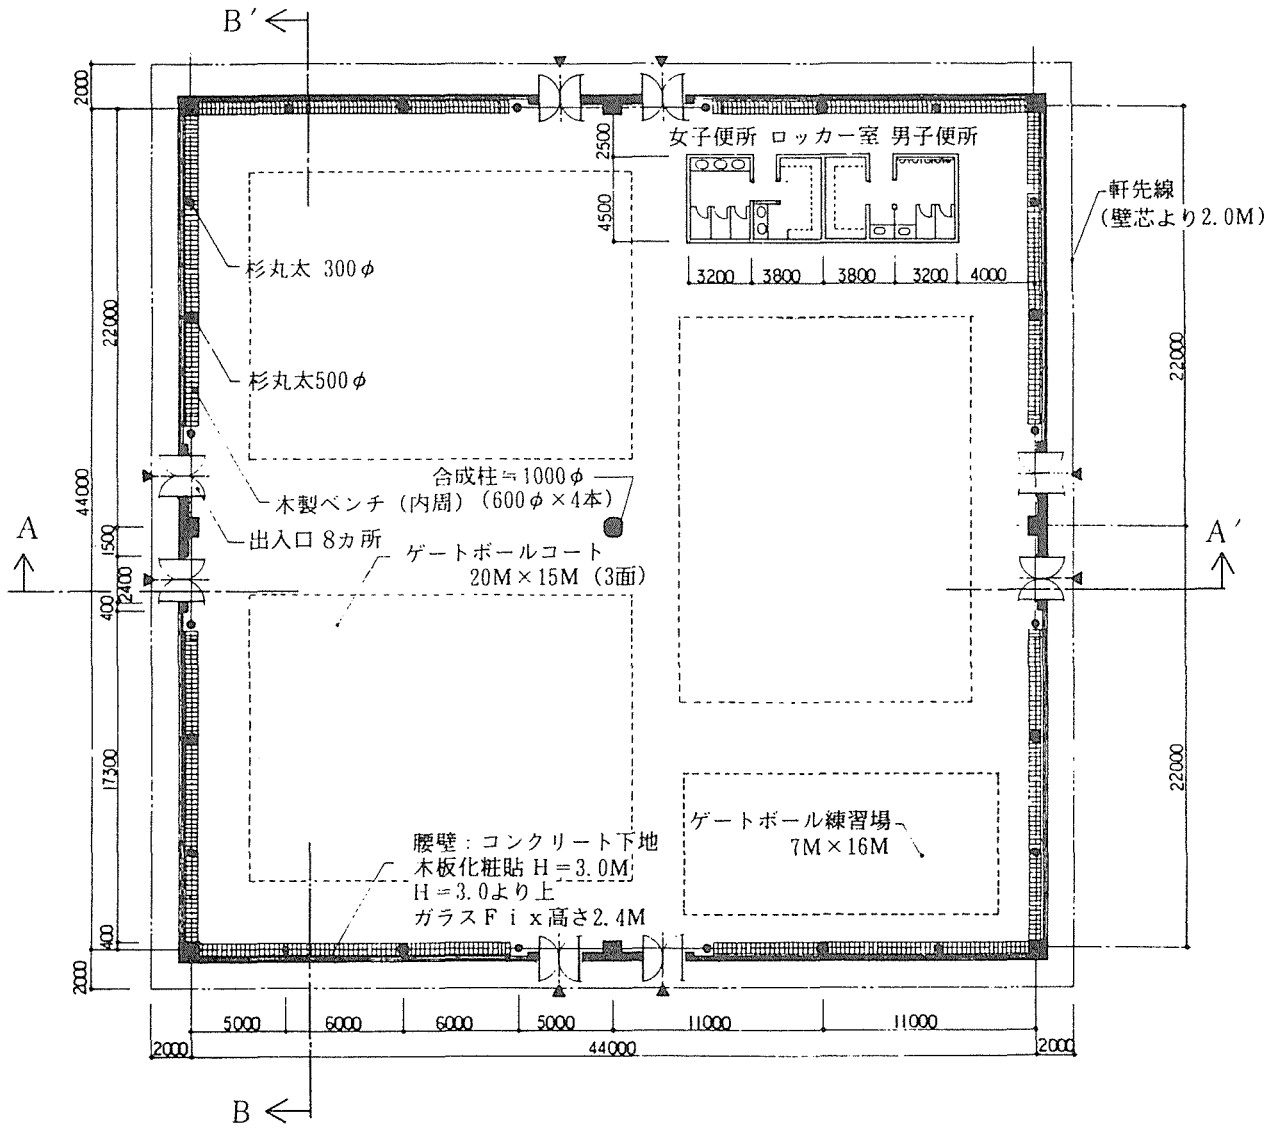 B′
2000
女子便所 ロッカー室 男子便所
2500
4500
軒先線
(壁芯より2.0M)
杉丸太 300φ
3200
3800
3800
3200
4000
22000
22000
杉丸太500φ
44000
合成柱≒1000φ
(600φ×4本)
木製ベンチ (内周)
出入口 8カ所
A
A′
1500
2400
400
ゲートボールコート
20M×15M (3面)
17300
22000
ゲートボール練習場
7M×16M
腰壁：コンクリート下地
木板化粧貼 H＝3.0M
H＝3.0より上
ガラスFix高さ2.4M
400
2000
5000
6000
6000
5000
11000
11000
2000
44000
2000
B